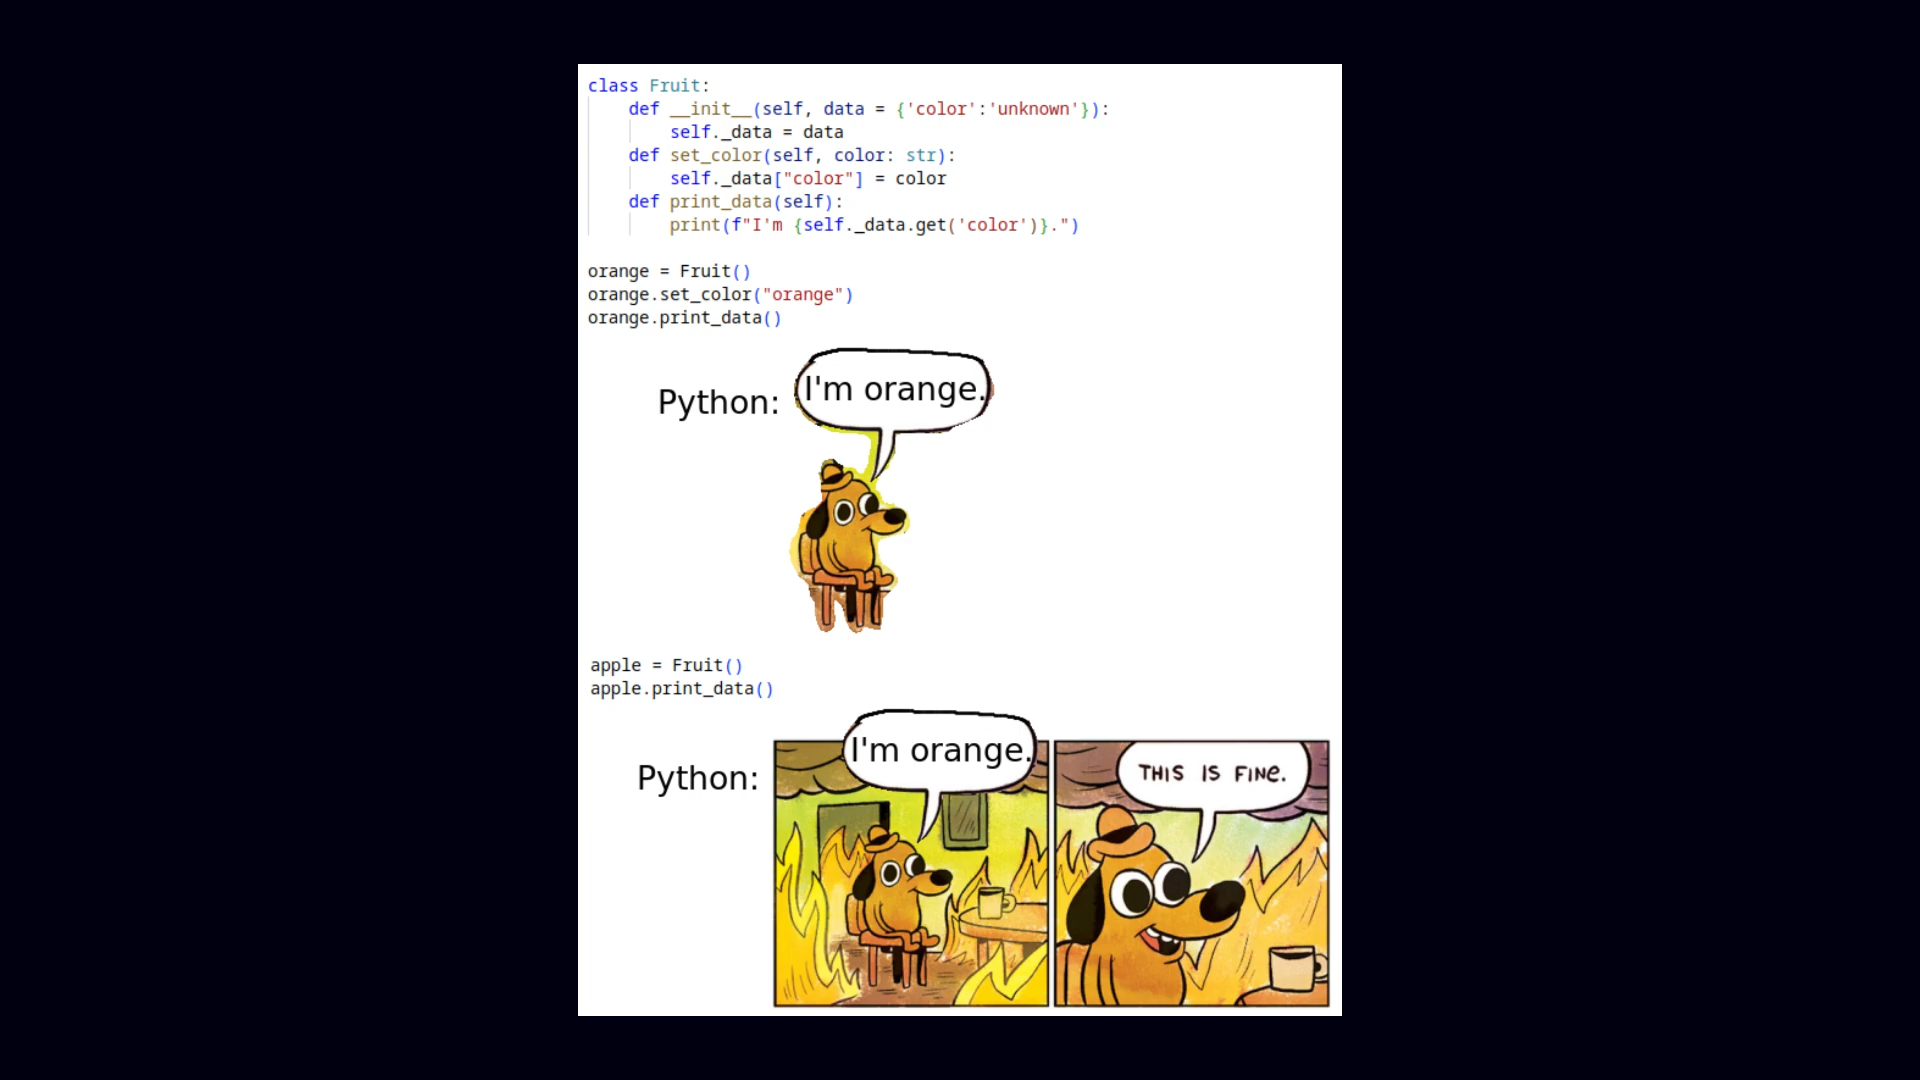 class Fruit:
    def __init__(self, data = {'color':'unknown'}):
        self._data = data
    def set_color(self, color: str):
        self._data["color"] = color
    def print_data(self):
        print(f"I'm {self._data.get('color')}.")

orange = Fruit()
orange.set_color("orange")
orange.print_data()
I'm orange.
Python:
apple = Fruit()
apple.print_data()
I'm orange.
Python:
THIS IS FINE.